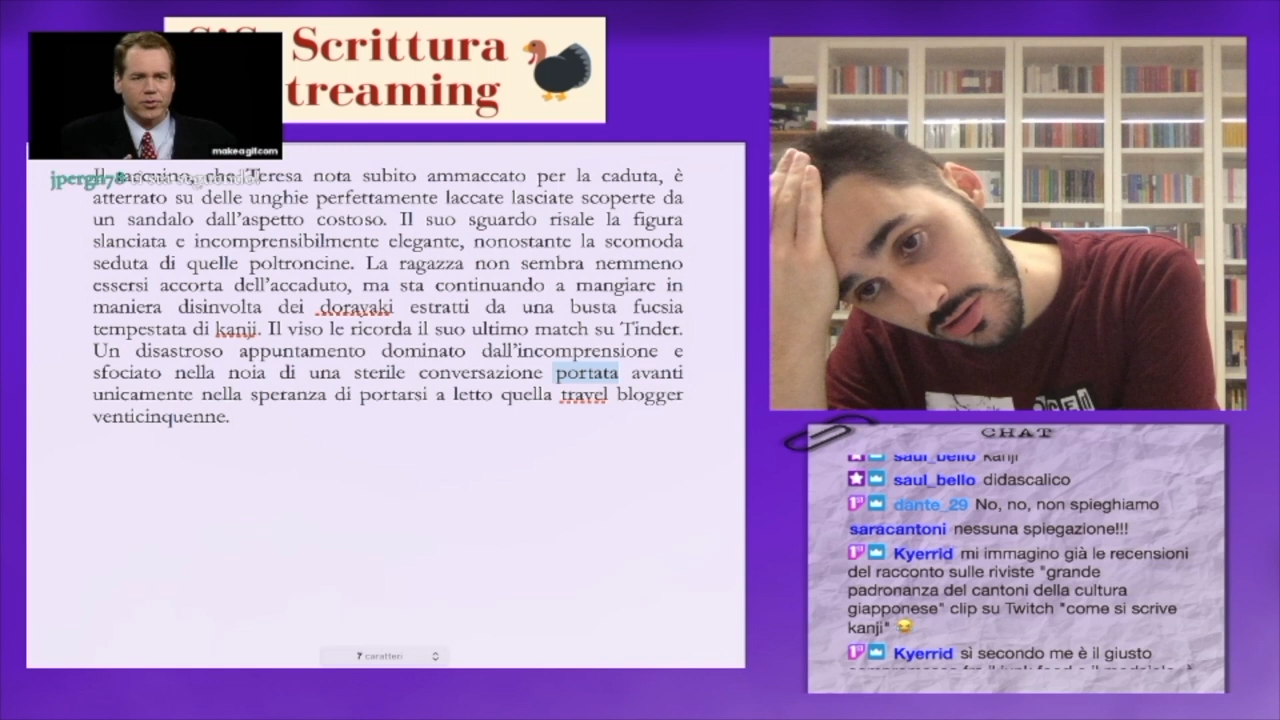 Scrittura
treaming
makeagif.com
jpergh78
che Teresa nota subito ammaccato per la caduta, è
atterrato su delle unghie perfettamente laccate lasciate scoperte da
un sandalo dall’aspetto costoso. Il suo sguardo risale la figura
slanciata e incomprensibilmente elegante, nonostante la scomoda
seduta di quelle poltroncine. La ragazza non sembra nemmeno
essersi accorta dell’accaduto, ma sta continuando a mangiare in
maniera disinvolta dei dorayaki estratti da una busta fucsia
tempestata di kanji. Il viso le ricorda il suo ultimo match su Tinder.
Un disastroso appuntamento dominato dall’incomprensione e
sfociato nella noia di una sterile conversazione portata avanti
unicamente nella speranza di portarsi a letto quella travel blogger
venticinquenne.
7 caratteri
CHAT
saul_bello kanji
saul_bello didascalico
dante_29 No, no, non spieghiamo
saracantoni nessuna spiegazione!!!
Kyerrid mi immagino già le recensioni
del racconto sulle riviste "grande
padronanza del cantoni della cultura
giapponese" clip su Twitch "come si scrive
kanji" 😂
Kyerrid sì secondo me è il giusto